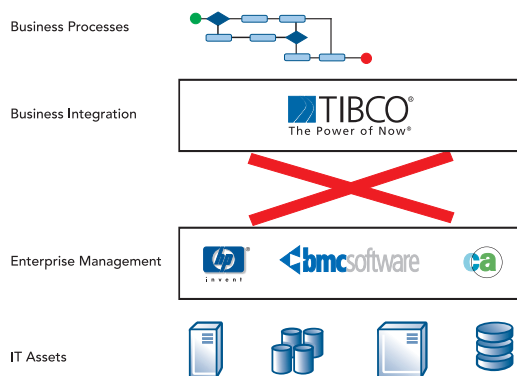 Business Processes
Business Integration
TIBCO®
The Power of Now®
Enterprise Management
hp®
invent
bmcsoftware
ca
IT Assets